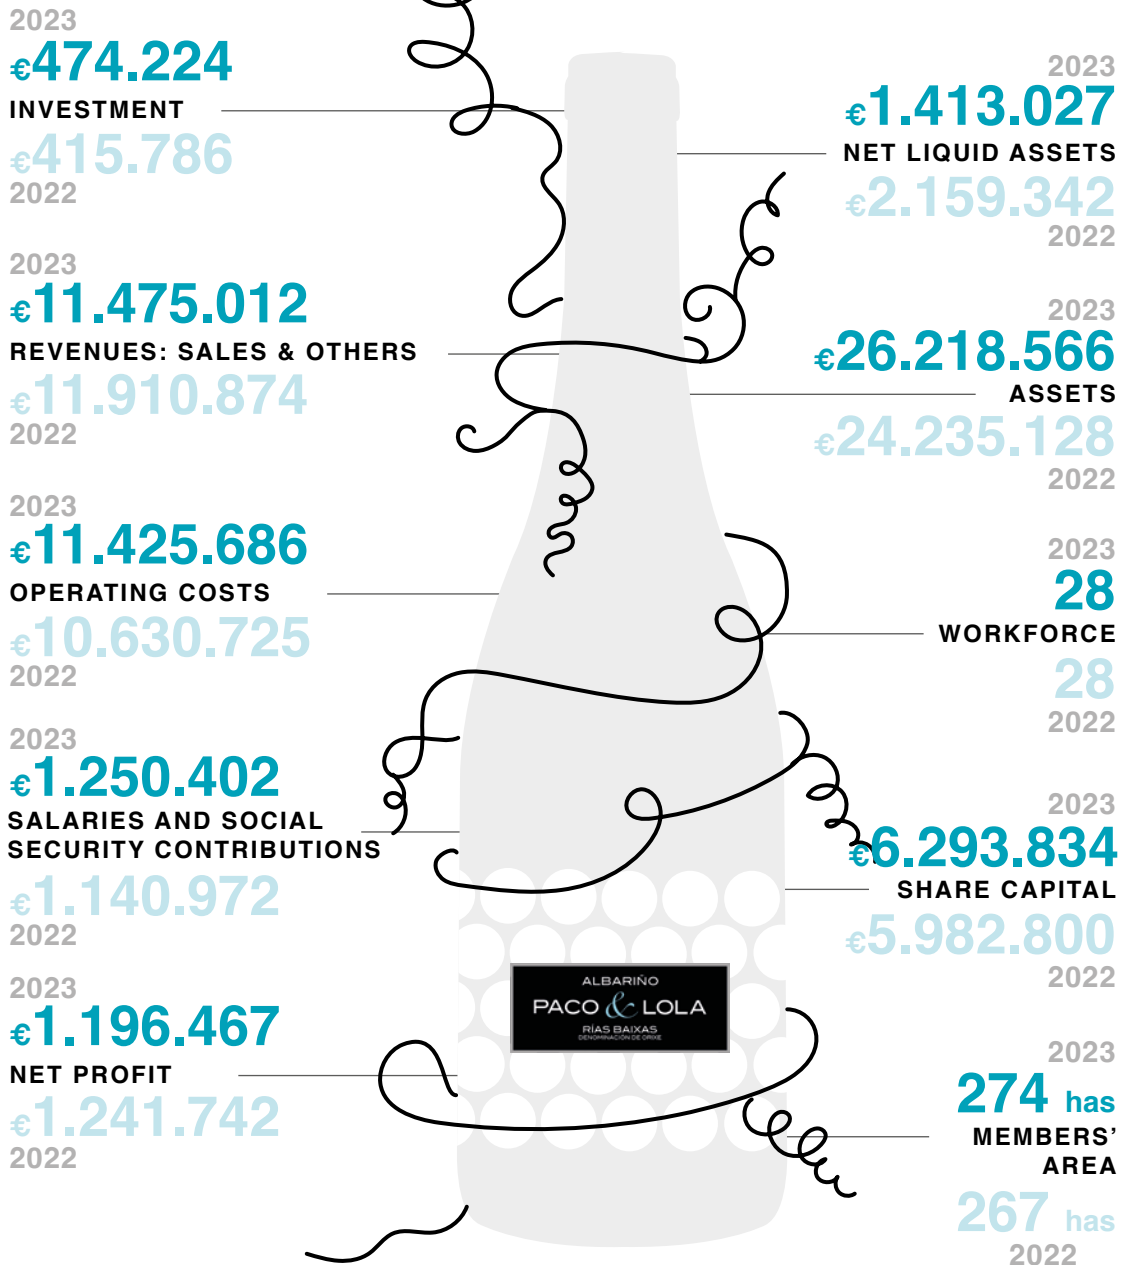 2023
€474.224
INVESTMENT
€415.786
2022
2023
€11.475.012
REVENUES: SALES & OTHERS
€11.910.874
2022
2023
€11.425.686
OPERATING COSTS
€10.630.725
2022
2023
€1.250.402
SALARIES AND SOCIAL
SECURITY CONTRIBUTIONS
€1.140.972
2022
2023
€1.196.467
NET PROFIT
€1.241.742
2022
2023
€1.413.027
NET LIQUID ASSETS
€2.159.342
2022
2023
€26.218.566
ASSETS
€24.235.128
2022
2023
28
WORKFORCE
28
2022
2023
€6.293.834
SHARE CAPITAL
€5.982.800
2022
2023
274 has
MEMBERS'
AREA
267 has
2022
ALBARIÑO
PACO & LOLA
RÍAS BAIXAS
DENOMINACIÓN DE ORIXE